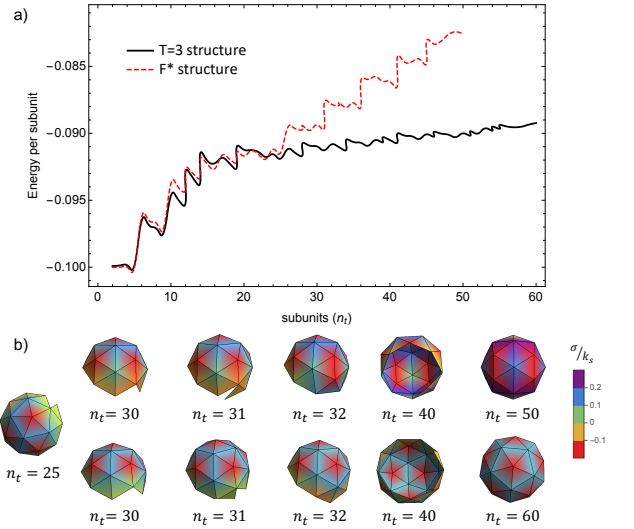 a)
T=3 structure
F* structure
Energy per subunit
−0.085
−0.090
−0.095
−0.100
0 10 20 30 40 50 60
subunits (n_t)
b)
σ/k_s
n_t = 30 n_t = 31 n_t = 32 n_t = 40 n_t = 50
0.2
0.1
0
−0.1
n_t = 25
n_t = 30 n_t = 31 n_t = 32 n_t = 40 n_t = 60